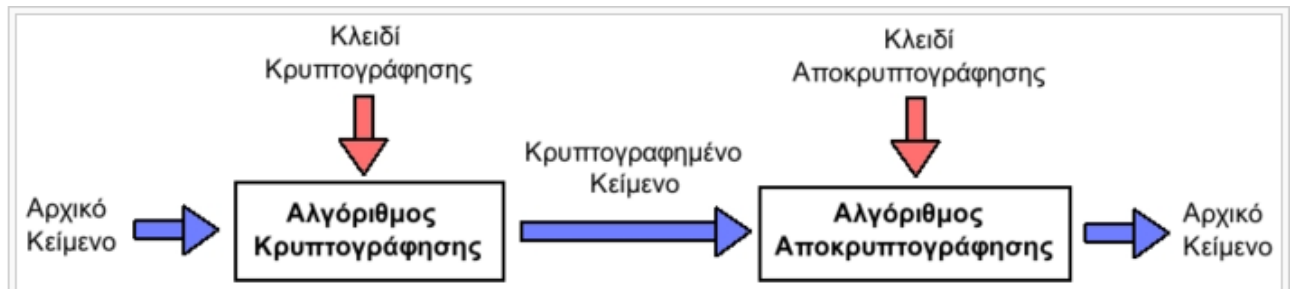 Κλειδί
Κρυπτογράφησης
Κλειδί
Αποκρυπτογράφησης
Κρυπτογραφημένο
Κείμενο
Αρχικό
Κείμενο
Αλγόριθμος
Κρυπτογράφησης
Αλγόριθμος
Αποκρυπτογράφησης
Αρχικό
Κείμενο